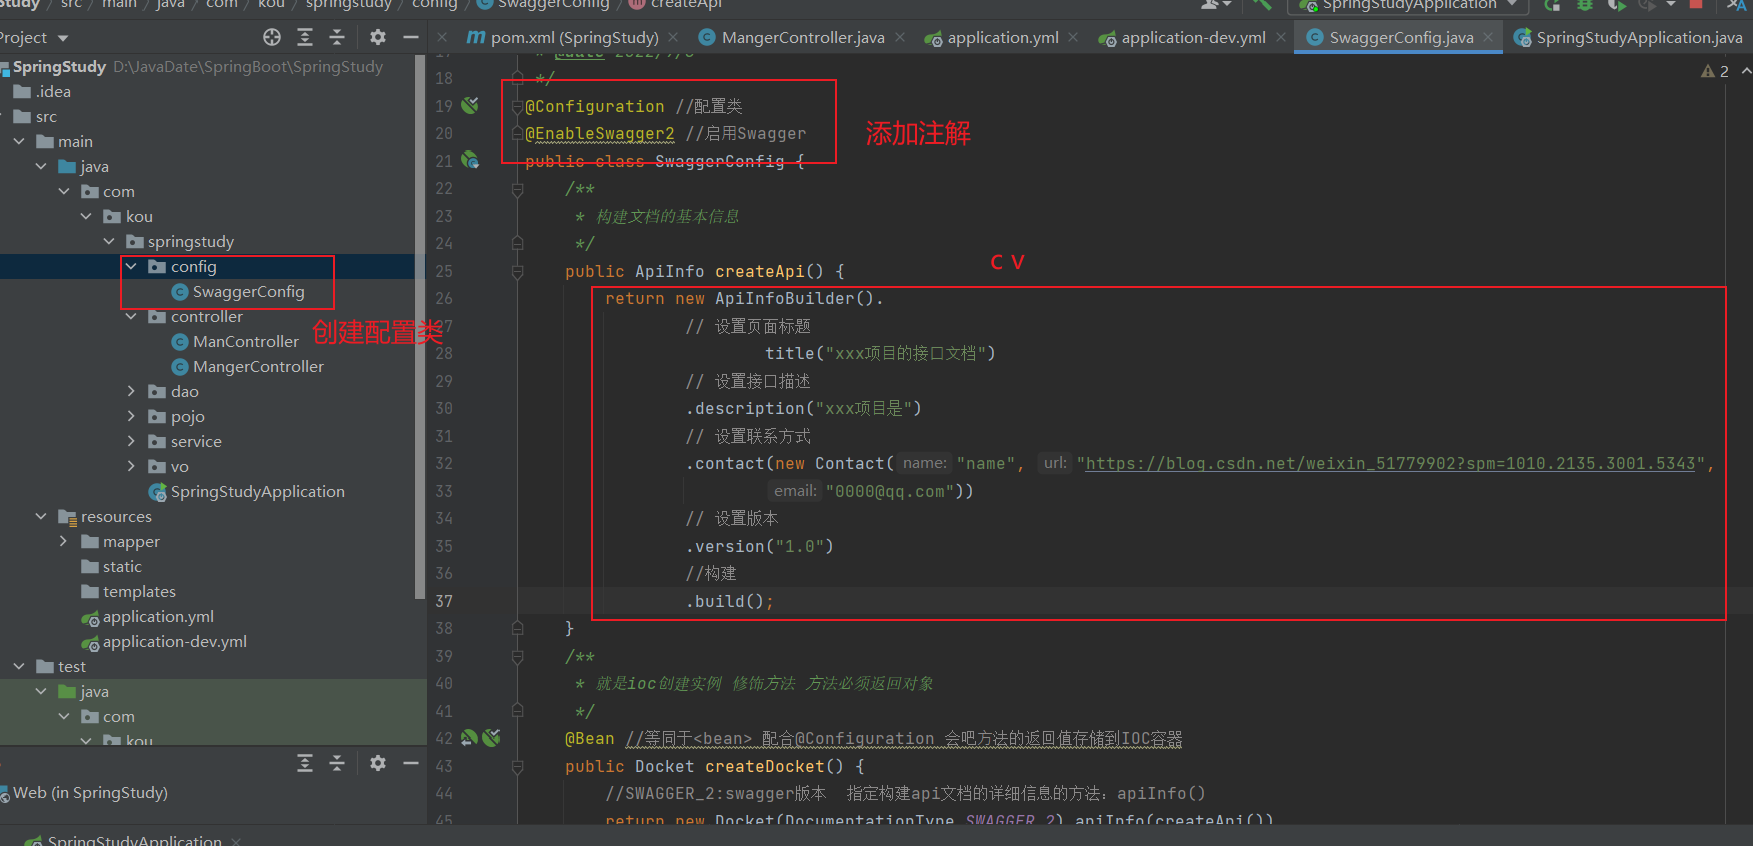 Study / src / main / java / com / kou / springstudy / config / SwaggerConfig / createApi
SpringStudyApplication
Project
pom.xml (SpringStudy)
MangerController.java
application.yml
application-dev.yml
SwaggerConfig.java
SpringStudyApplication.java
SpringStudy D:\JavaDate\SpringBoot\SpringStudy
.idea
src
main
java
com
kou
springstudy
config
SwaggerConfig
创建配置类
controller
ManController
MangerController
dao
pojo
service
vo
SpringStudyApplication
resources
mapper
static
templates
application.yml
application-dev.yml
test
java
com
kou
Web (in SpringStudy)
SpringStudyApplication
2
18 */
19 @Configuration //配置类
20 @EnableSwagger2 //启用Swagger
添加注解
21 public class SwaggerConfig {
22 /**
23 * 构建文档的基本信息
24 */
25 public ApiInfo createApi() {
C V
26 return new ApiInfoBuilder().
27 // 设置页面标题
28 title("xxx项目的接口文档")
29 // 设置接口描述
30 .description("xxx项目是")
31 // 设置联系方式
32 .contact(new Contact( name: "name", url: "https://blog.csdn.net/weixin_51779902?spm=1010.2135.3001.5343",
33 email: "0000@qq.com"))
34 // 设置版本
35 .version("1.0")
36 //构建
37 .build();
38 }
39 /**
40 * 就是ioc创建实例 修饰方法 方法必须返回对象
41 */
42 @Bean //等同于<bean> 配合@Configuration 会吧方法的返回值存储到IOC容器
43 public Docket createDocket() {
44 //SWAGGER_2:swagger版本 指定构建api文档的详细信息的方法：apiInfo()
45 return new Docket(DocumentationType.SWAGGER_2).apiInfo(createApi())